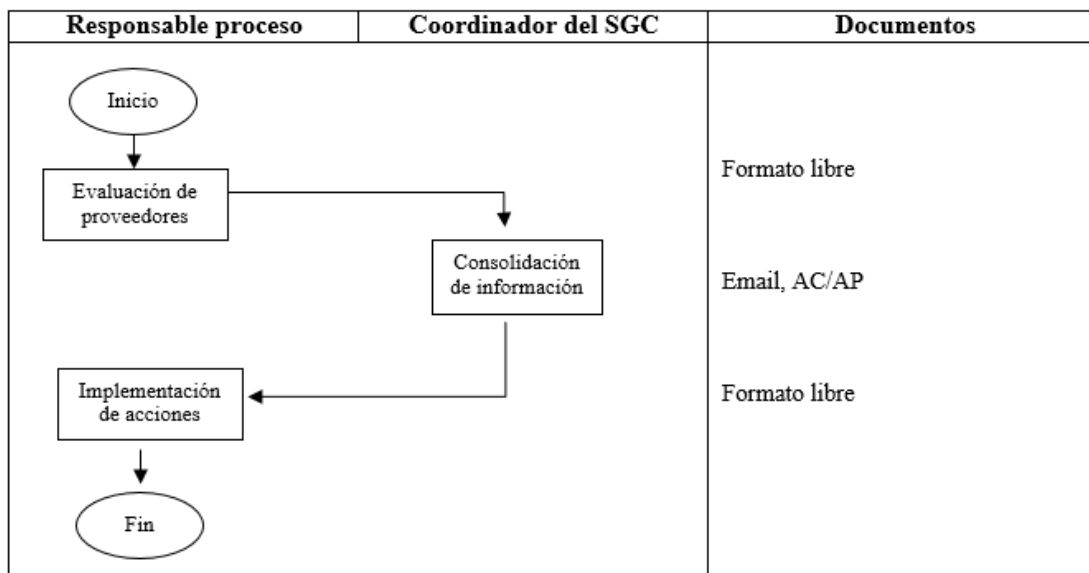 Responsable proceso
Coordinador del SGC
Documentos
Inicio
Evaluación de
proveedores
Formato libre
Consolidación
de información
Email, AC/AP
Implementación
de acciones
Formato libre
Fin